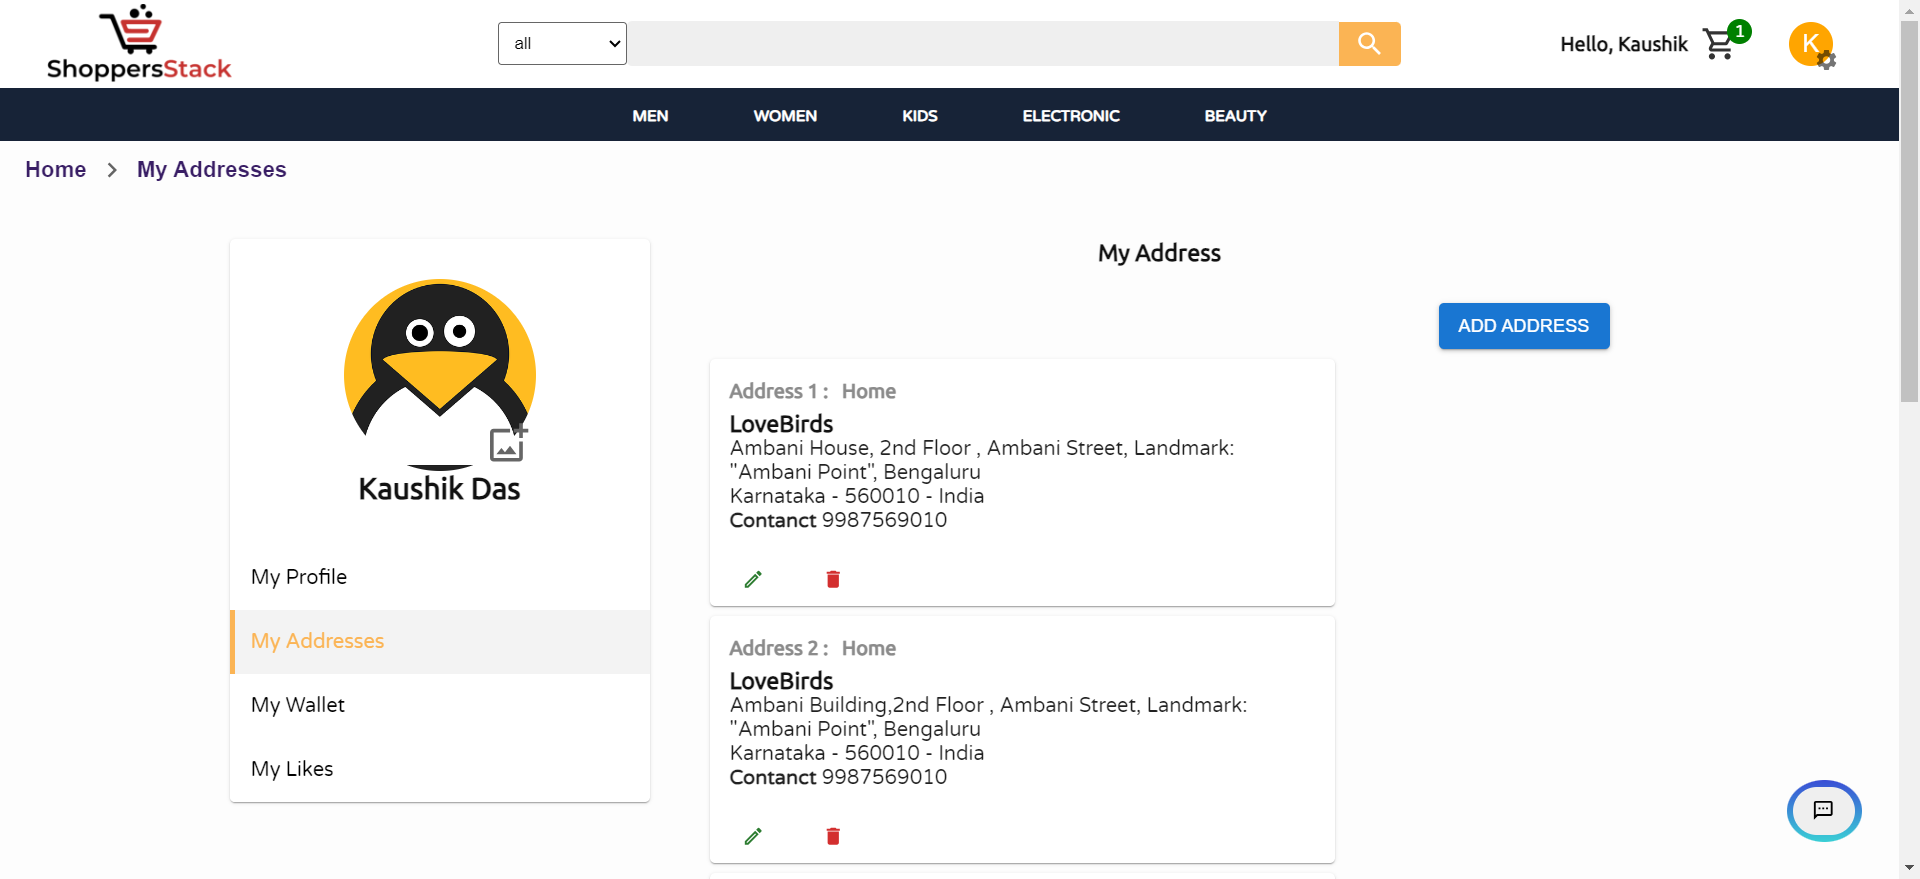 ShoppersStack
all
Hello, Kaushik
1
K
MEN WOMEN KIDS ELECTRONIC BEAUTY
Home > My Addresses
Kaushik Das
My Profile
My Addresses
My Wallet
My Likes
My Address
ADD ADDRESS
Address 1 : Home
LoveBirds
Ambani House, 2nd Floor , Ambani Street, Landmark:
"Ambani Point", Bengaluru
Karnataka - 560010 - India
Contanct 9987569010
Address 2 : Home
LoveBirds
Ambani Building,2nd Floor , Ambani Street, Landmark:
"Ambani Point", Bengaluru
Karnataka - 560010 - India
Contanct 9987569010